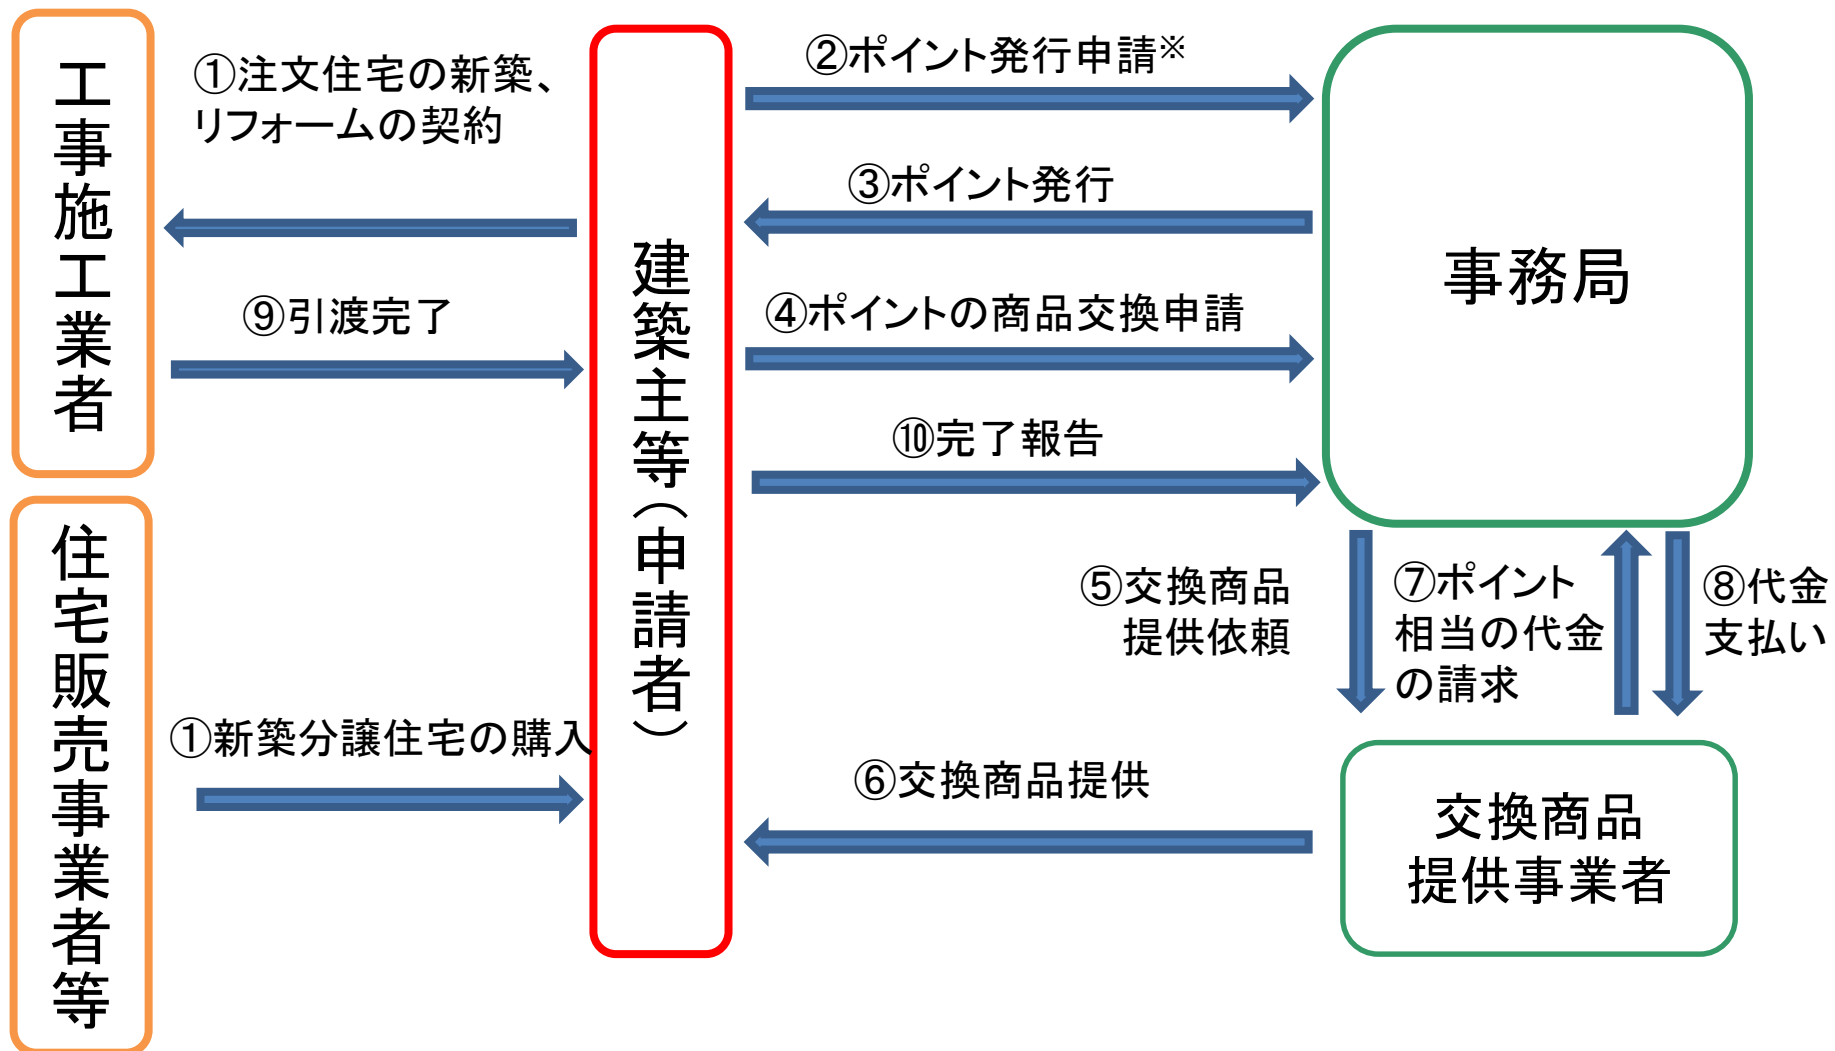 工事施工業者
①注文住宅の新築、
リフォームの契約
⑨引渡完了
住宅販売事業者等
①新築分譲住宅の購入
建築主等（申請者）
②ポイント発行申請※
③ポイント発行
④ポイントの商品交換申請
⑩完了報告
事務局
⑤交換商品
提供依頼
⑦ポイント
相当の代金
の請求
⑧代金
支払い
⑥交換商品提供
交換商品
提供事業者